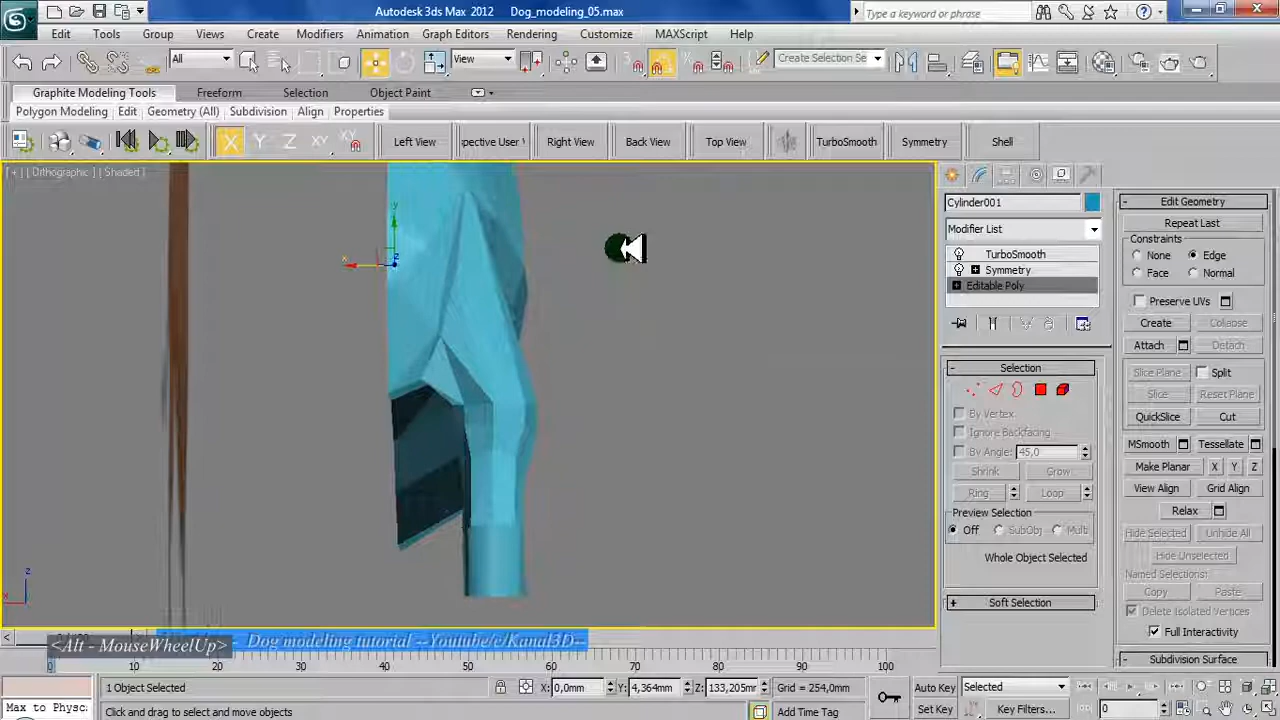 Autodesk 3ds Max 2012 Dog_modeling_05.max
Type a keyword or phrase
Edit Tools Group Views Create Modifiers Animation Graph Editors Rendering Customize MAXScript Help
All View Create Selection Se
Graphite Modeling Tools Freeform Selection Object Paint
Polygon Modeling Edit Geometry (All) Subdivision Align Properties
X Y Z XY XY Left View spective User V Right View Back View Top View TurboSmooth Symmetry Shell
[ + ] [ Orthographic ] [ Shaded ]
Cylinder001
Modifier List
TurboSmooth
Symmetry
Editable Poly
Selection
By Vertex
Ignore Backfacing
By Angle: 45,0
Shrink Grow
Ring Loop
Preview Selection
Off SubObj Multi
Whole Object Selected
Soft Selection
Edit Geometry
Repeat Last
Constraints
None Edge
Face Normal
Preserve UVs
Create Collapse
Attach Detach
Slice Plane Split
Slice Reset Plane
QuickSlice Cut
MSmooth Tessellate
Make Planar X Y Z
View Align Grid Align
Relax
Hide Selected Unhide All
Hide Unselected
Named Selections:
Copy Paste
Delete Isolated Vertices
Full Interactivity
Subdivision Surface
y
x
z
z
x
<Alt - MouseWheelUp>
Dog modeling tutorial --Youtube/c/Kanal3D--
10 20 30 40 50 60 70 80 90 100
1 Object Selected X: 0,0mm Y: 4,364mm Z: 133,205mm Grid = 254,0mm Auto Key Selected
Max to Physc Click and drag to select and move objects Add Time Tag Set Key Key Filters... 0